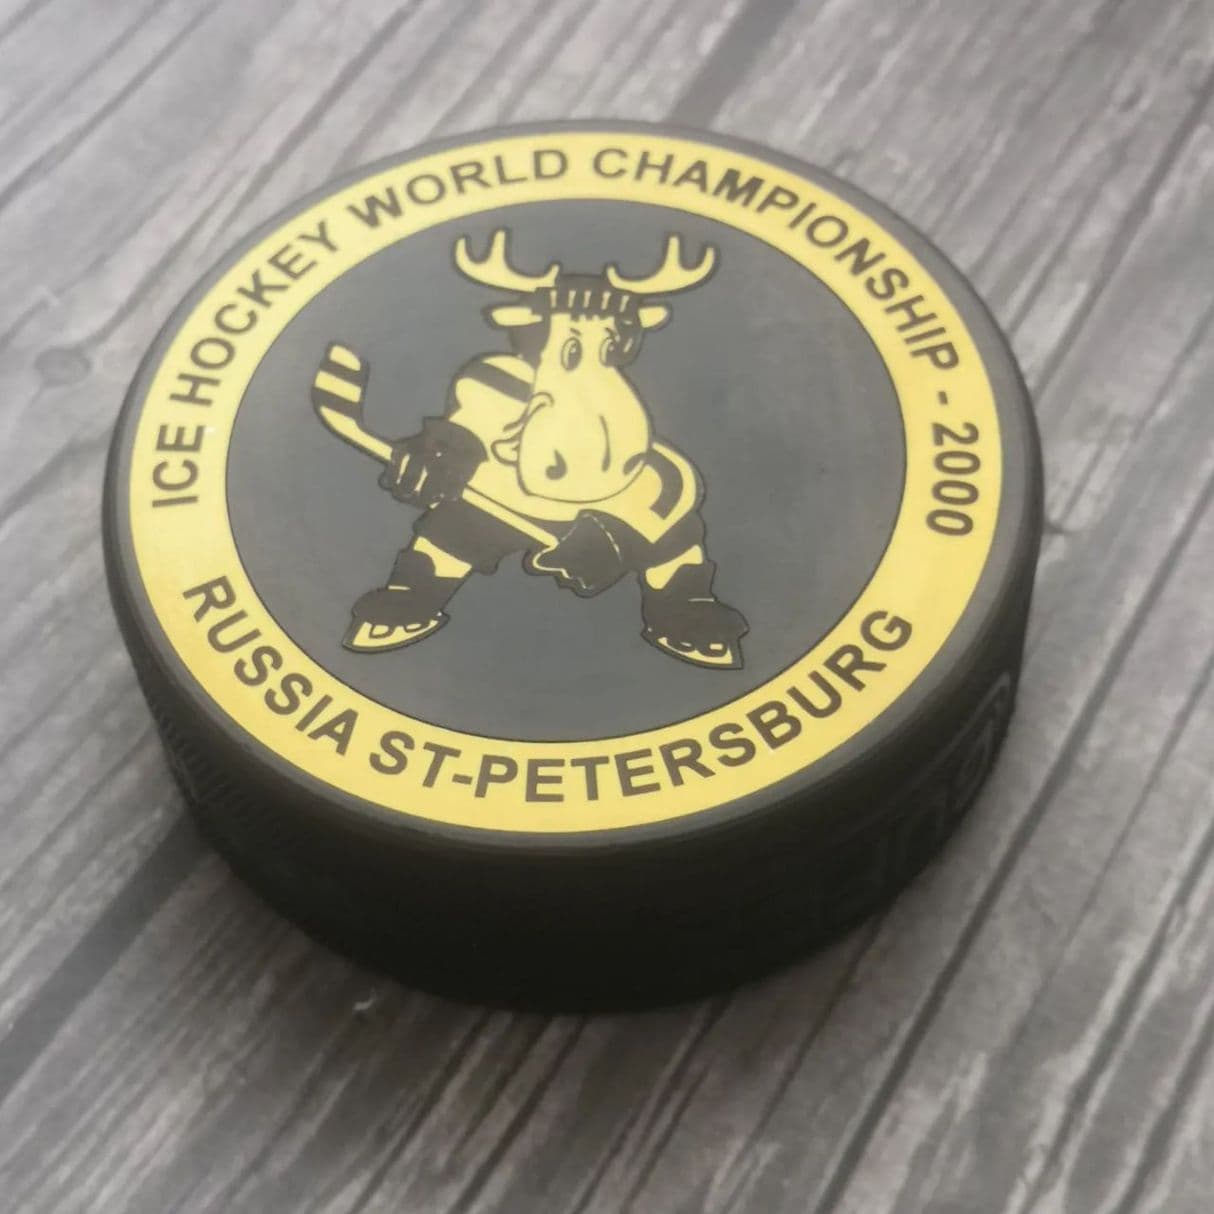 ICE HOCKEY WORLD CHAMPIONSHIP - 2000
RUSSIA ST-PETERSBURG